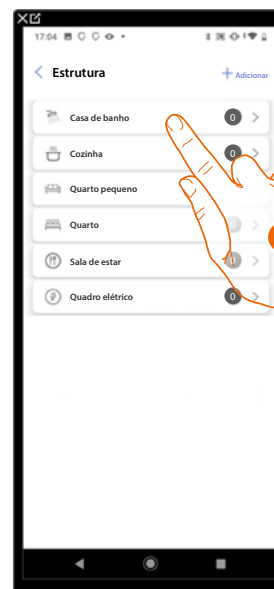 17:04
Estrutura
+ Adicionar
Casa de banho 0
Cozinha 0
Quarto pequeno
Quarto
Sala de estar
Quadro elétrico 0